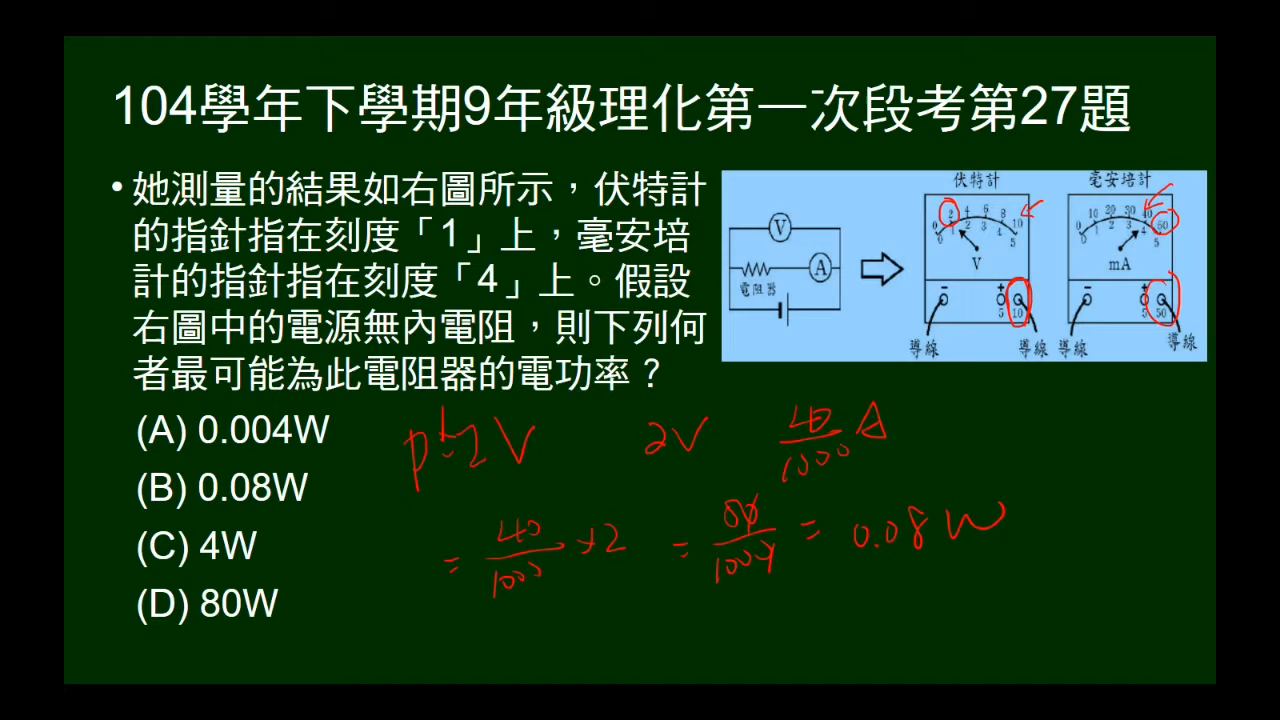 104學年下學期9年級理化第一次段考第27題
• 她測量的結果如右圖所示，伏特計
的指針指在刻度「1」上，毫安培
計的指針指在刻度「4」上。假設
右圖中的電源無內電阻，則下列何
者最可能為此電阻器的電功率？
(A) 0.004W
(B) 0.08W
(C) 4W
(D) 80W
伏特計
0 2 4 6 8 10
0 1 2 3 4 5
V
- + 5 10
導線 導線
毫安培計
0 10 20 30 40 50
0 1 2 3 4 5
mA
- + 5 50
導線 導線
V
A
電阻器
2V 40/1000 A
= 40/1000 × 2 = 80/1000 = 0.08 W